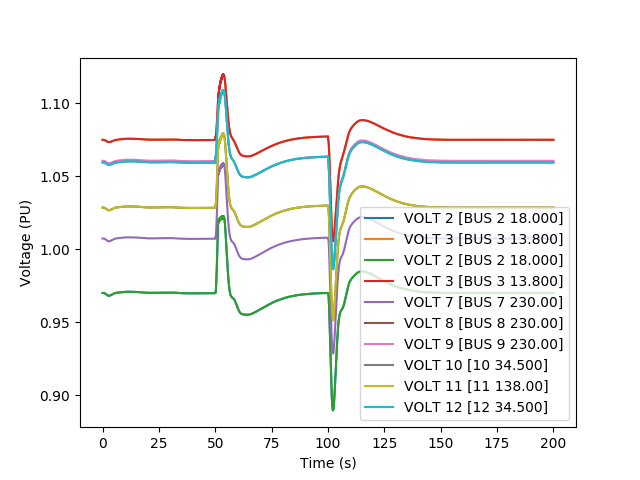 Voltage (PU)
1.10
1.05
1.00
0.95
0.90
VOLT 2 [BUS 2 18.000]
VOLT 3 [BUS 3 13.800]
VOLT 2 [BUS 2 18.000]
VOLT 3 [BUS 3 13.800]
VOLT 7 [BUS 7 230.00]
VOLT 8 [BUS 8 230.00]
VOLT 9 [BUS 9 230.00]
VOLT 10 [10 34.500]
VOLT 11 [11 138.00]
VOLT 12 [12 34.500]
0 25 50 75 100 125 150 175 200
Time (s)